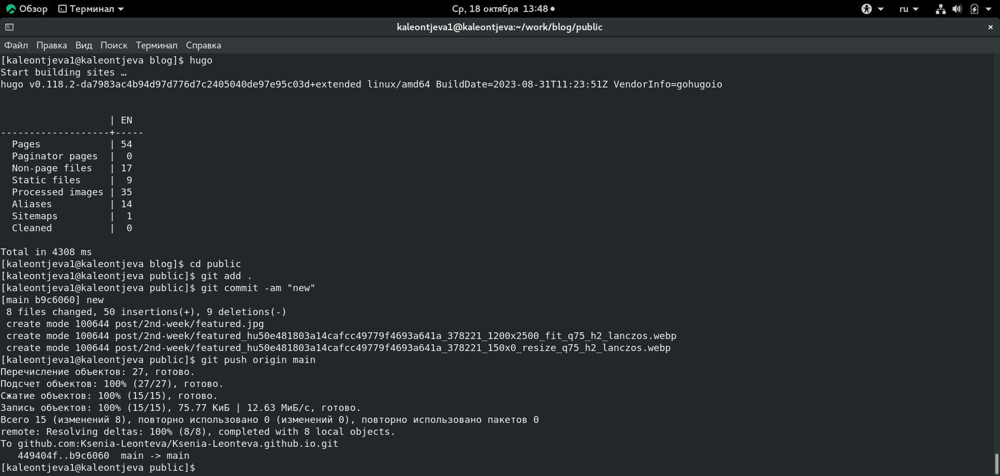 Обзор Терминал Ср, 18 октября 13:48 ru
kaleontjeva1@kaleontjeva:~/work/blog/public
Файл Правка Вид Поиск Терминал Справка
[kaleontjeva1@kaleontjeva blog]$ hugo
Start building sites …
hugo v0.118.2-da7983ac4b94d97d776d7c2405040de97e95c03d+extended linux/amd64 BuildDate=2023-08-31T11:23:51Z VendorInfo=gohugoio
                   | EN
-------------------+-----
  Pages            | 54
  Paginator pages  |  0
  Non-page files   | 17
  Static files     |  9
  Processed images | 35
  Aliases          | 14
  Sitemaps         |  1
  Cleaned          |  0
Total in 4308 ms
[kaleontjeva1@kaleontjeva blog]$ cd public
[kaleontjeva1@kaleontjeva public]$ git add .
[kaleontjeva1@kaleontjeva public]$ git commit -am "new"
[main b9c6060] new
 8 files changed, 50 insertions(+), 9 deletions(-)
 create mode 100644 post/2nd-week/featured.jpg
 create mode 100644 post/2nd-week/featured_hu50e481803a14cafcc49779f4693a641a_378221_1200x2500_fit_q75_h2_lanczos.webp
 create mode 100644 post/2nd-week/featured_hu50e481803a14cafcc49779f4693a641a_378221_150x0_resize_q75_h2_lanczos.webp
[kaleontjeva1@kaleontjeva public]$ git push origin main
Перечисление объектов: 27, готово.
Подсчет объектов: 100% (27/27), готово.
Сжатие объектов: 100% (15/15), готово.
Запись объектов: 100% (15/15), 75.77 КиБ | 12.63 МиБ/с, готово.
Всего 15 (изменений 8), повторно использовано 0 (изменений 0), повторно использовано пакетов 0
remote: Resolving deltas: 100% (8/8), completed with 8 local objects.
To github.com:Ksenia-Leonteva/Ksenia-Leonteva.github.io.git
   449404f..b9c6060  main -> main
[kaleontjeva1@kaleontjeva public]$